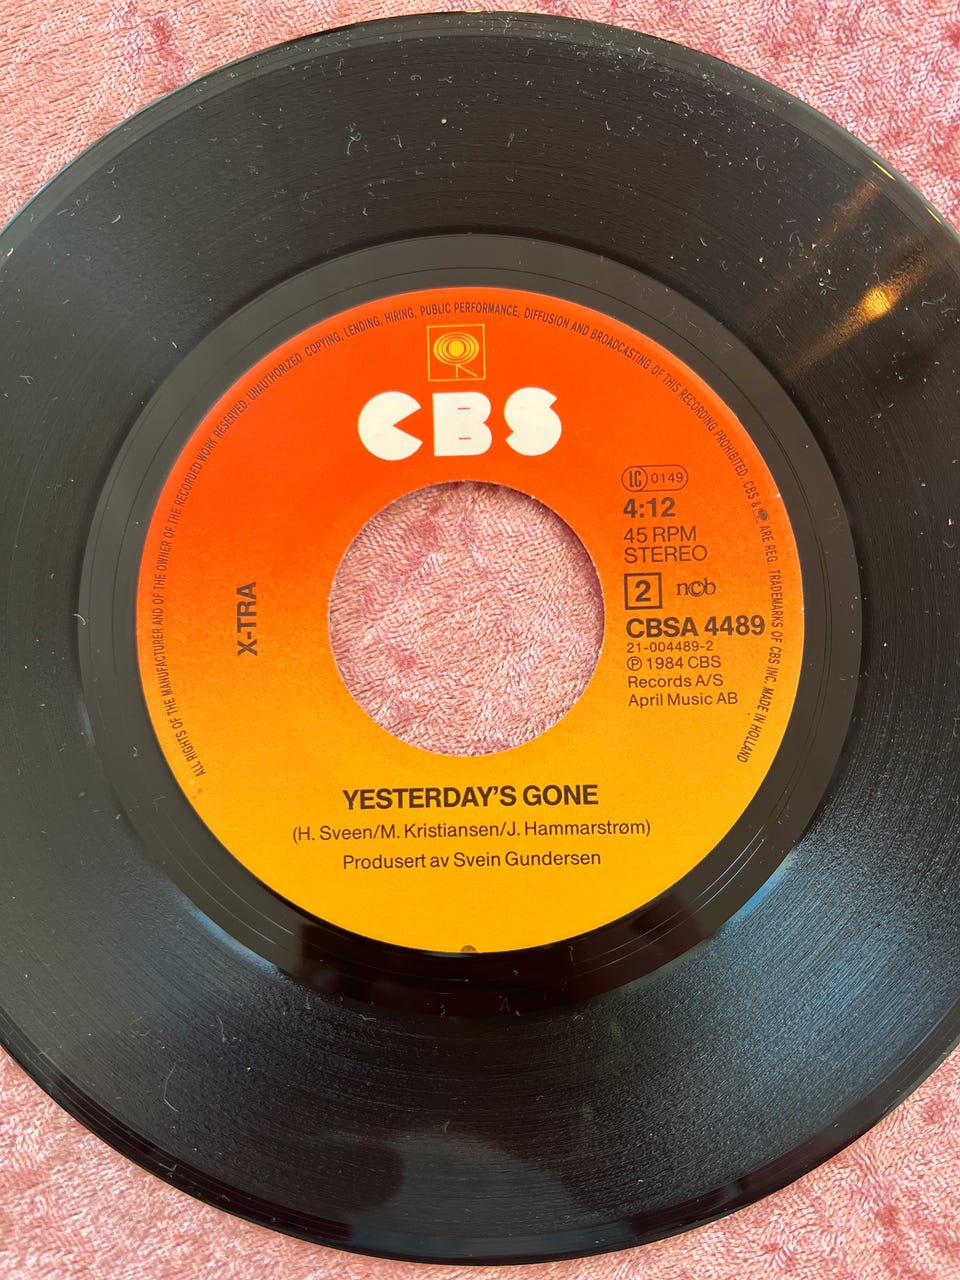 ALL RIGHTS OF THE MANUFACTURER AND OF THE OWNER OF THE RECORDED WORK RESERVED. UNAUTHORIZED COPYING, LENDING, HIRING, PUBLIC PERFORMANCE, DIFFUSION AND BROADCASTING OF THIS RECORDING PROHIBITED. CBS & ARE REG. TRADEMARKS OF CBS INC. MADE IN HOLLAND
CBS
LC 0149
4:12
45 RPM
STEREO
2 ncb
X-TRA
CBSA 4489
21-004489-2
℗ 1984 CBS
Records A/S
April Music AB
YESTERDAY'S GONE
(H. Sveen/M. Kristiansen/J. Hammarstrøm)
Produsert av Svein Gundersen